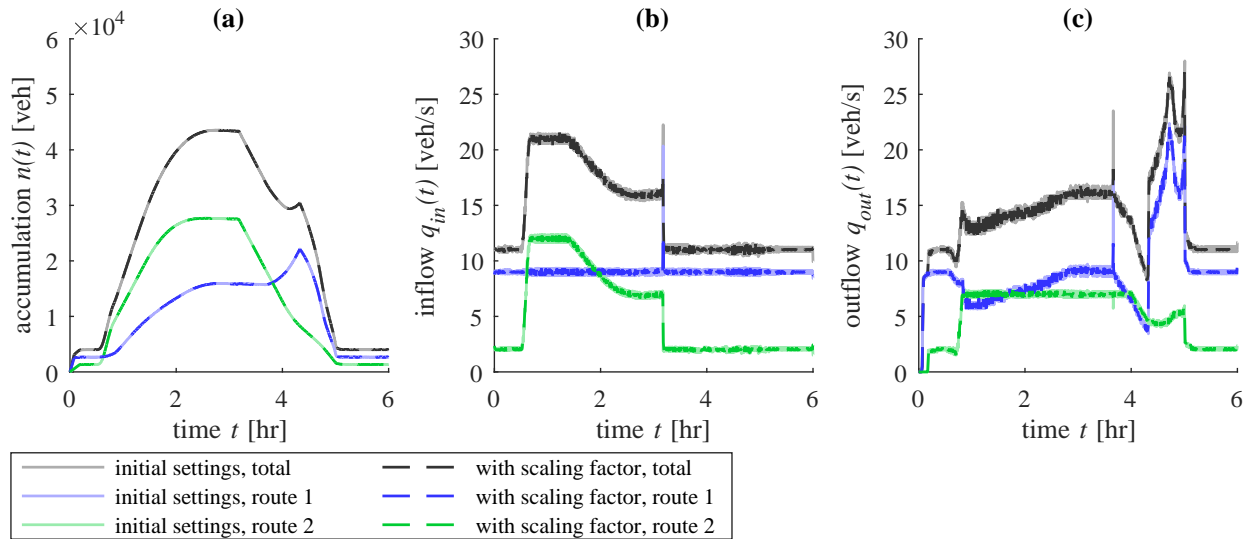 (a)
×10⁴
6
5
4
3
2
1
0
0 2 4 6
accumulation n(t) [veh]
time t [hr]
(b)
30
25
20
15
10
5
0
0 2 4 6
inflow q_in(t) [veh/s]
time t [hr]
(c)
30
25
20
15
10
5
0
0 2 4 6
outflow q_out(t) [veh/s]
time t [hr]
initial settings, total
initial settings, route 1
initial settings, route 2
with scaling factor, total
with scaling factor, route 1
with scaling factor, route 2